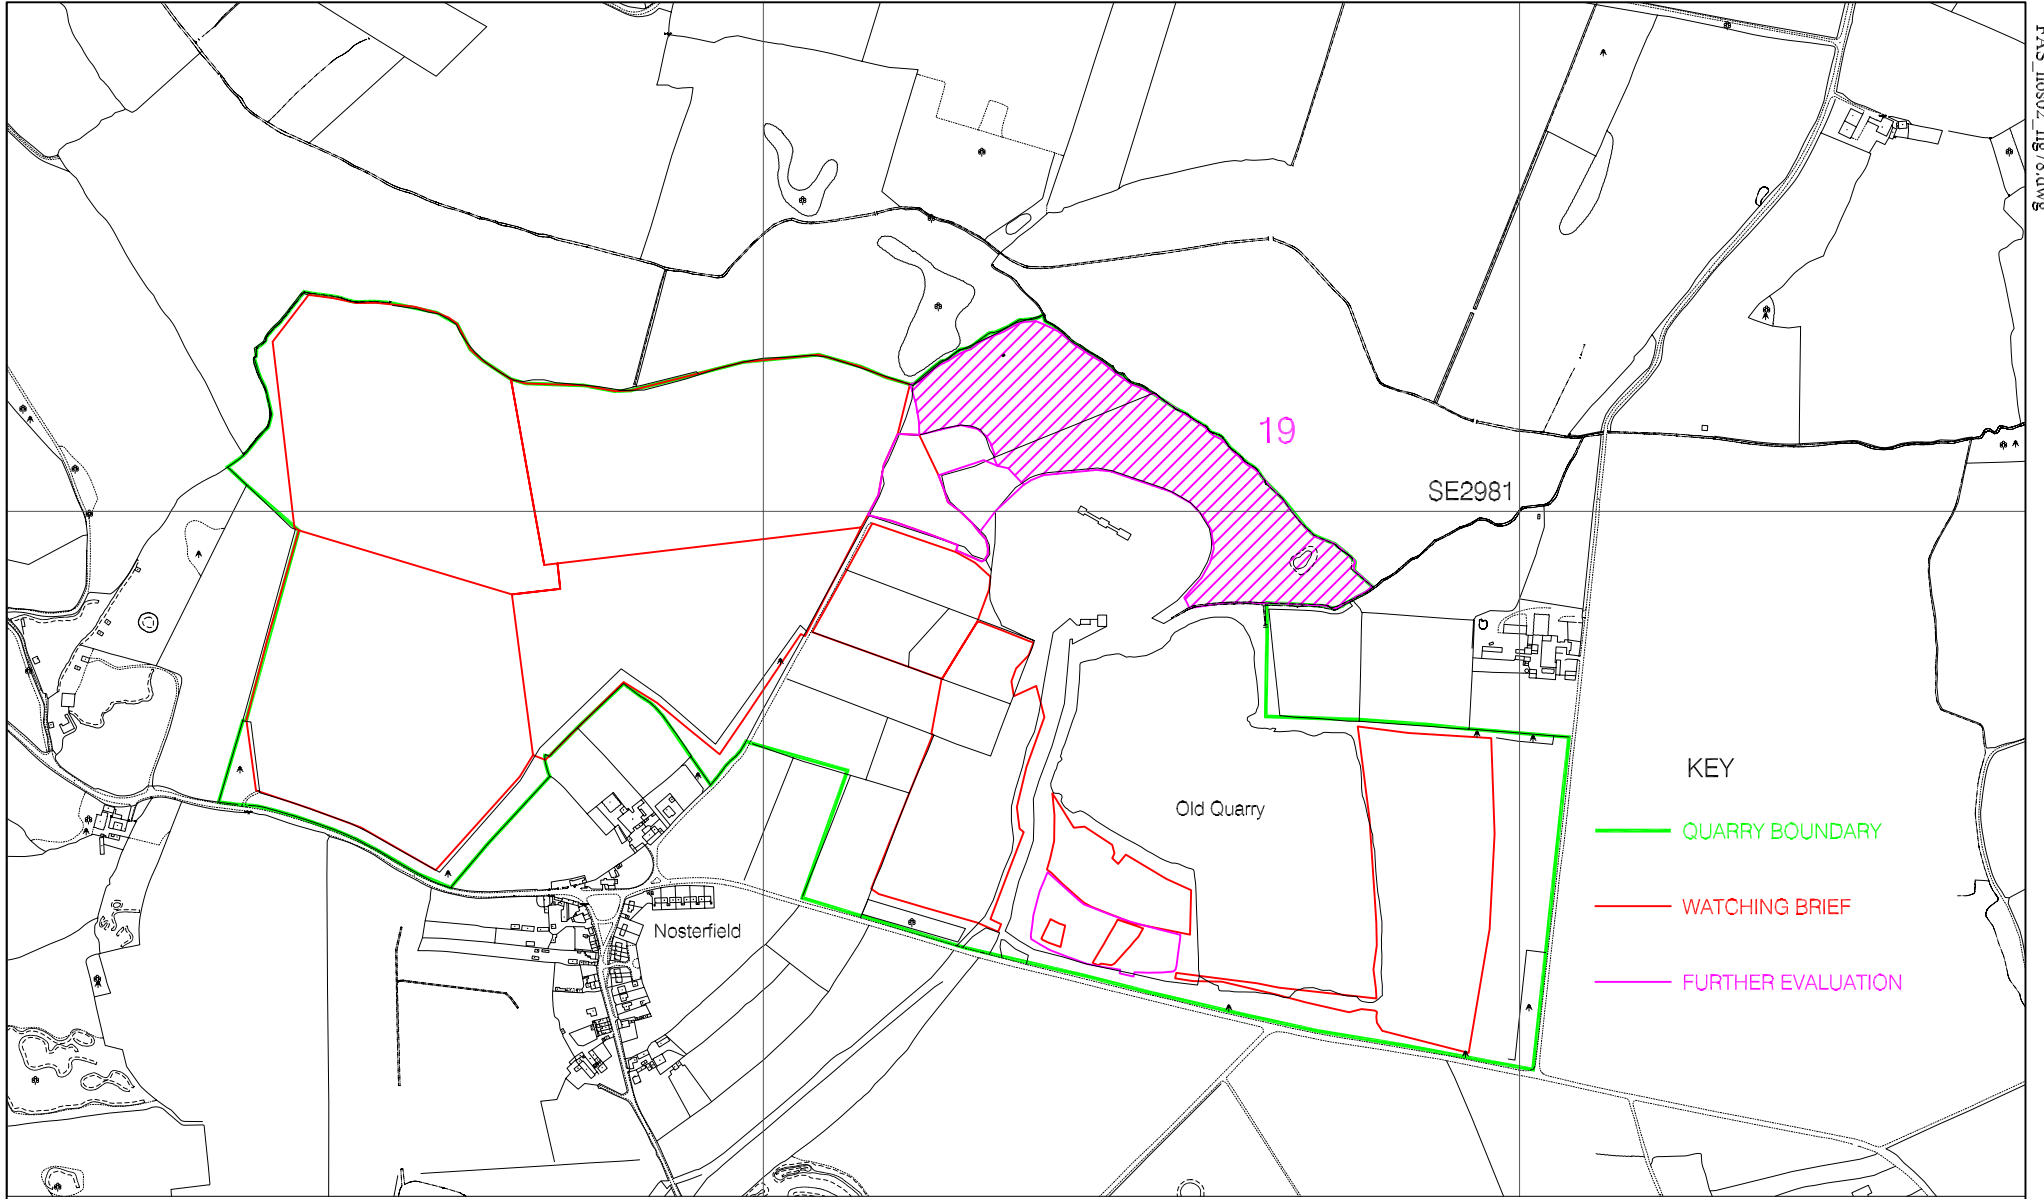 19
SE2981
KEY
Old Quarry
QUARRY BOUNDARY
WATCHING BRIEF
Nosterfield
FURTHER EVALUATION